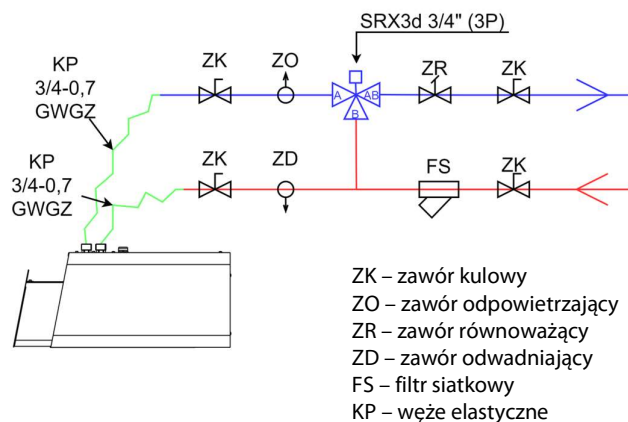 SRX3d 3/4" (3P)
KP
3/4-0,7
GWGZ
ZK
ZO
ZR
ZK
A
AB
B
KP
3/4-0,7
GWGZ
ZK
ZD
FS
ZK
ZK – zawór kulowy
ZO – zawór odpowietrzający
ZR – zawór równoważący
ZD – zawór odwadniający
FS – filtr siatkowy
KP – węże elastyczne